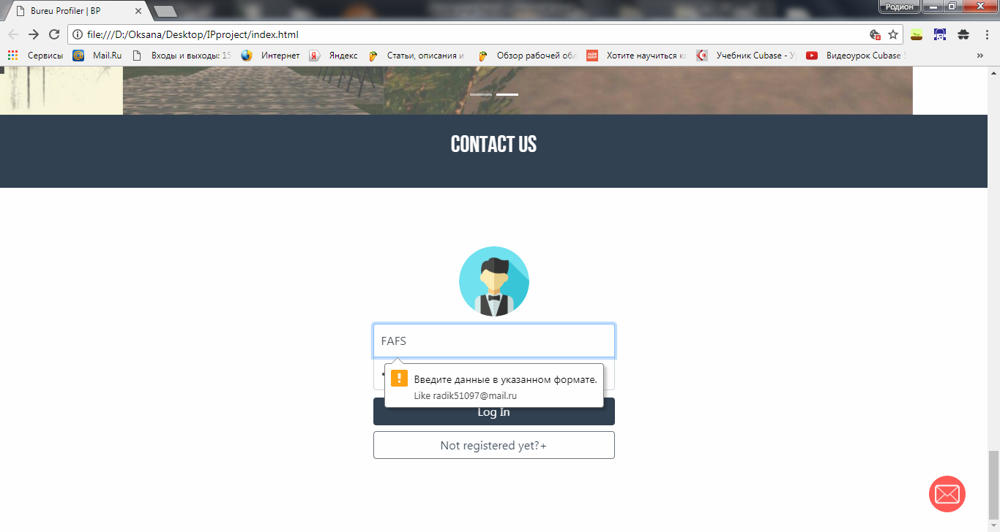 Bureu Profiler | BP
Родион
file:///D:/Oksana/Desktop/IPproject/index.html
Сервисы Mail.Ru Входы и выходы: 15 Интернет Яндекс Статьи, описания и Обзор рабочей обл Хотите научиться ко Учебник Cubase - Ур Видеоурок Cubase 5 »
CONTACT US
FAFS
Введите данные в указанном формате.
Like radik51097@mail.ru
Log In
Not registered yet?+